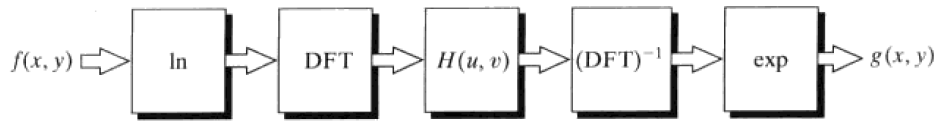 f(x, y) ln DFT H(u, v) (DFT)⁻¹ exp g(x, y)